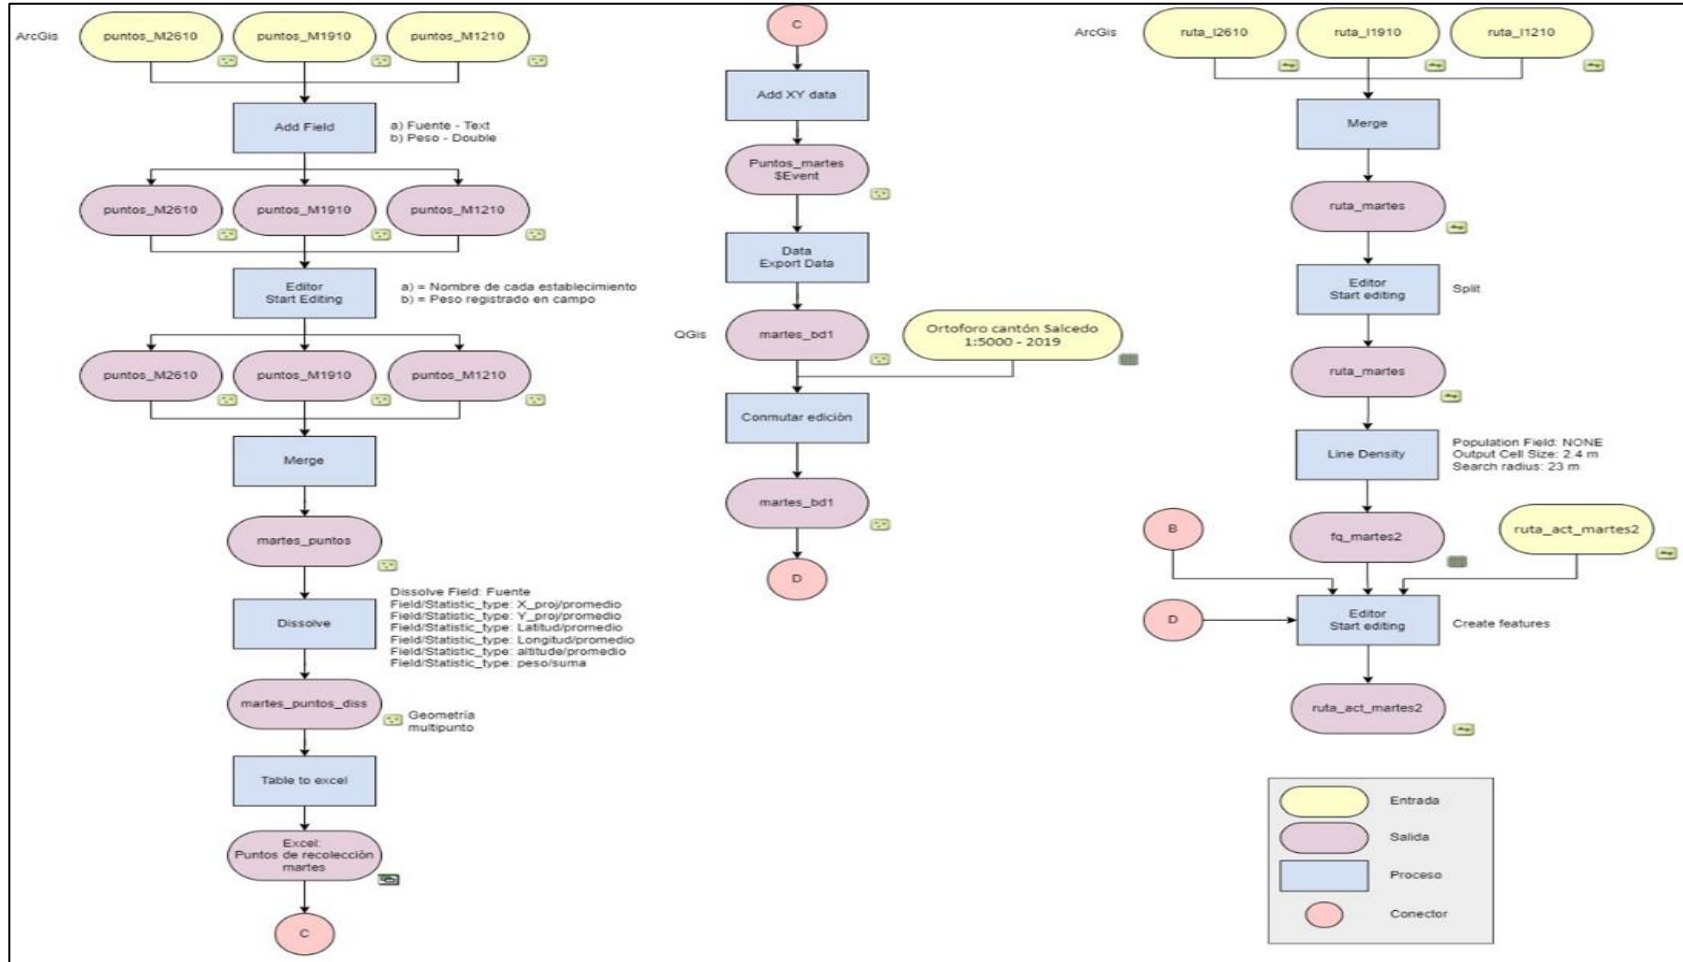 ArcGis
puntos_M2610
puntos_M1910
puntos_M1210
Add Field
a) Fuente - Text
b) Peso - Double
puntos_M2610
puntos_M1910
puntos_M1210
Editor
Start Editing
a) = Nombre de cada establecimiento
b) = Peso registrado en campo
puntos_M2610
puntos_M1910
puntos_M1210
Merge
martes_puntos
Dissolve
Dissolve Field: Fuente
Field/Statistic_type: X_proj/promedio
Field/Statistic_type: Y_proj/promedio
Field/Statistic_type: Latitud/promedio
Field/Statistic_type: Longitud/promedio
Field/Statistic_type: altitude/promedio
Field/Statistic_type: peso/suma
martes_puntos_diss
Geometría
multipunto
Table to excel
Excel:
Puntos de recolección
martes
C
C
Add XY data
Puntos_martes
$Event
Data
Export Data
QGis
martes_bd1
Ortoforo cantón Salcedo
1:5000 - 2019
Conmutar edición
martes_bd1
D
ArcGis
ruta_I2610
ruta_I1910
ruta_I1210
Merge
ruta_martes
Editor
Start editing
Split
ruta_martes
Line Density
Population Field: NONE
Output Cell Size: 2.4 m
Search radius: 23 m
B
fq_martes2
ruta_act_martes2
D
Editor
Start editing
Create features
ruta_act_martes2
Entrada
Salida
Proceso
Conector